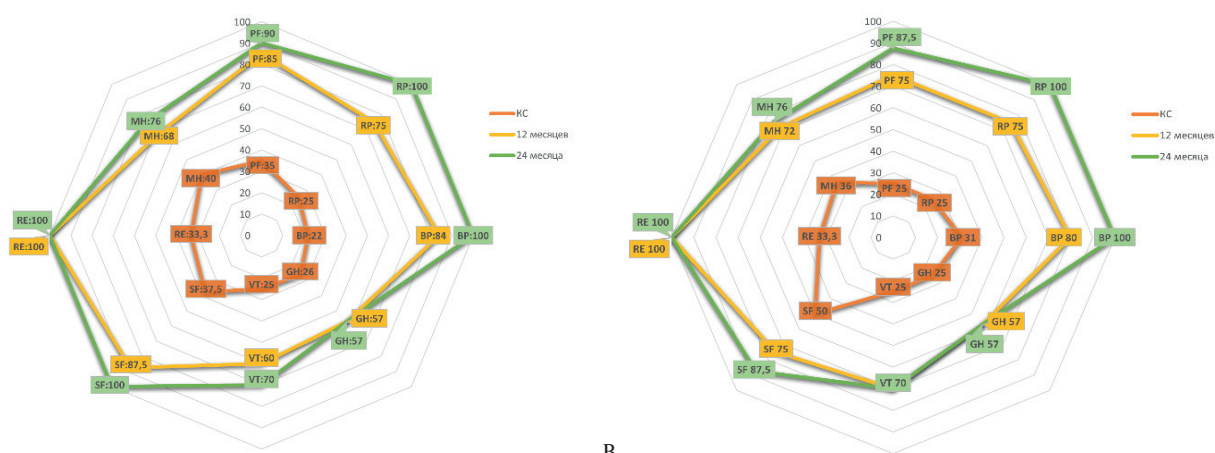 100
PF:90
90
PF:85
80
RP:100
70
MH:76
60
RP:75
MH:68
50
40
PF:35
MH:40
30
20
RP:25
10
RE:100
RE:33,3
0
BP:22
BP:84
BP:100
RE:100
GH:26
VT:25
SF:37,5
GH:57
GH:57
VT:60
SF:87,5
VT:70
SF:100
КС
12 месяцев
24 месяца
100
90
PF 87,5
80
RP 100
PF 75
70
MH 76
60
MH 72
RP 75
50
40
30
MH 36
PF 25
20
RP 25
10
RE 100
RE 33,3
0
BP 31
BP 80
BP 100
RE 100
GH 25
VT 25
SF 50
GH 57
GH 57
SF 75
SF 87,5
VT 70
КС
12 месяцев
24 месяца